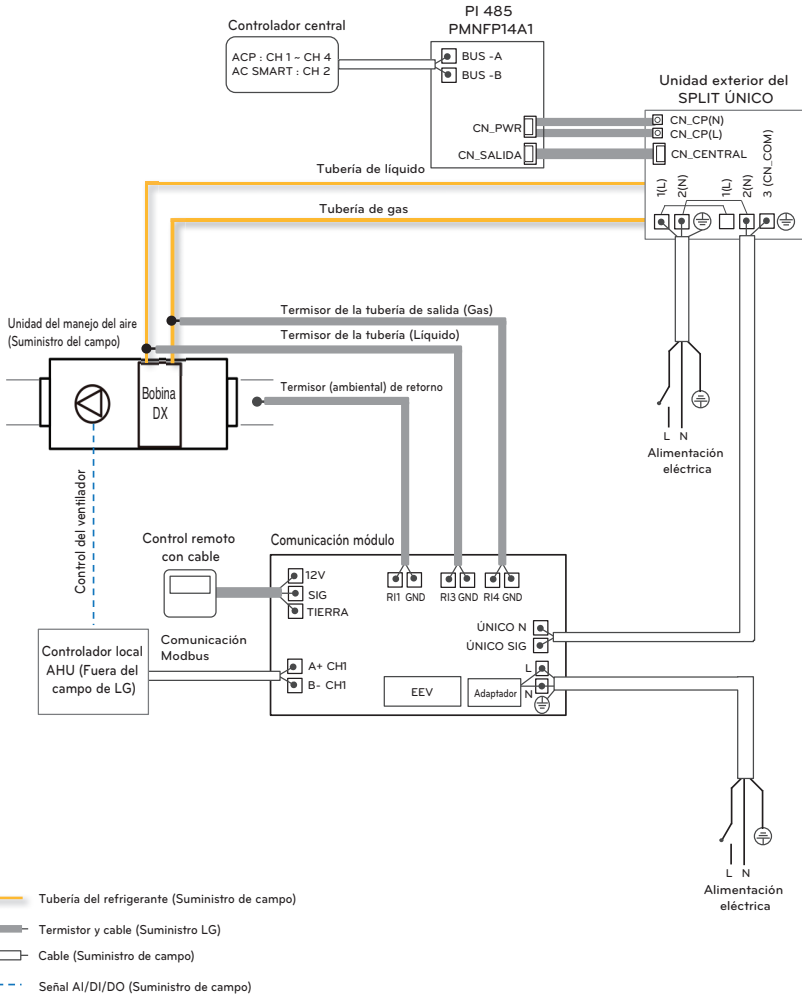 Controlador central
ACP : CH 1 ~ CH 4
AC SMART : CH 2
PI 485
PMNFP14A1
BUS -A
BUS -B
CN_PWR
CN_SALIDA
Unidad exterior del
SPLIT ÚNICO
CN_CP(N)
CN_CP(L)
CN_CENTRAL
1(L)
2(N)
1(L)
2(N)
3 (CN_COM)
Tubería de líquido
Tubería de gas
Termisor de la tubería de salida (Gas)
Termisor de la tubería (Líquido)
Termisor (ambiental) de retorno
Unidad del manejo del aire
(Suministro del campo)
Bobina
DX
L N
Alimentación
eléctrica
Control del ventilador
Control remoto
con cable
Comunicación módulo
12V
SIG
TIERRA
RI1 GND
RI3 GND
RI4 GND
ÚNICO N
ÚNICO SIG
Controlador local
AHU (Fuera del
campo de LG)
Comunicación
Modbus
A+ CH1
B- CH1
EEV
Adaptador
L
N
L N
Alimentación
eléctrica
Tubería del refrigerante (Suministro de campo)
Termistor y cable (Suministro LG)
Cable (Suministro de campo)
Señal AI/DI/DO (Suministro de campo)